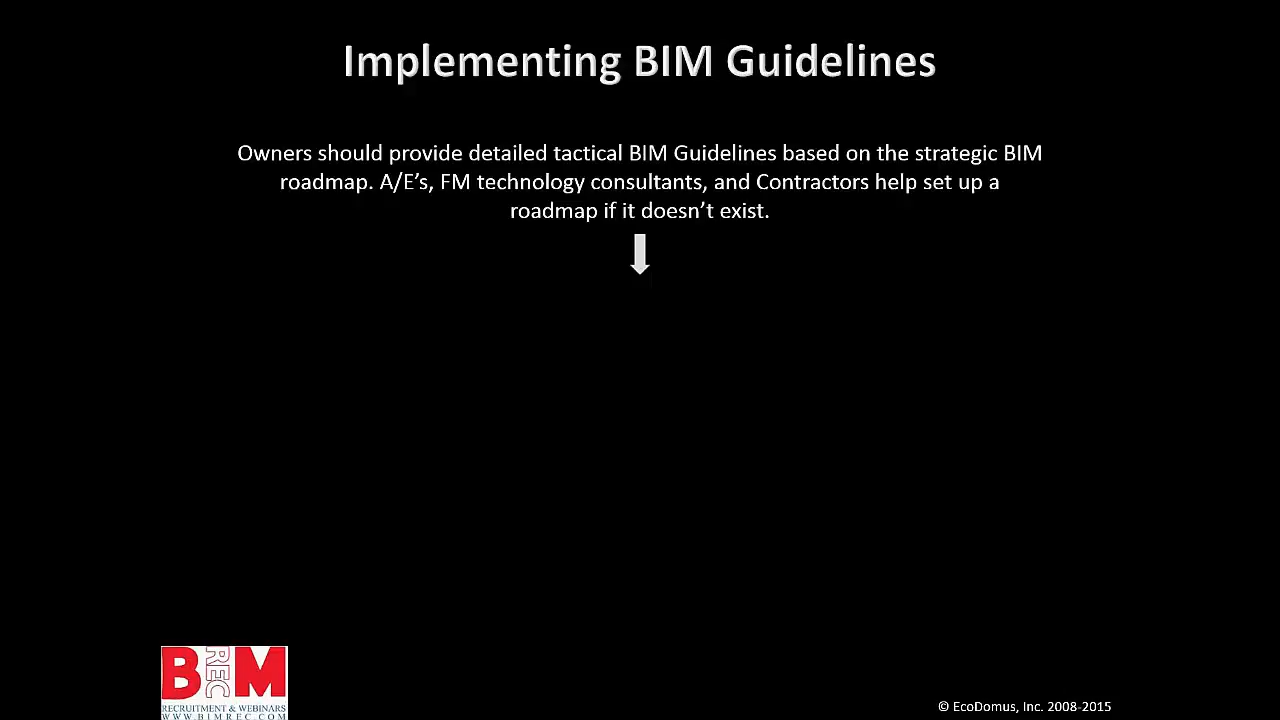 Implementing BIM Guidelines
Owners should provide detailed tactical BIM Guidelines based on the strategic BIM
roadmap. A/E’s, FM technology consultants, and Contractors help set up a
roadmap if it doesn’t exist.
BIM
REC
RECRUITMENT & WEBINARS
WWW.BIMREC.COM
© EcoDomus, Inc. 2008-2015